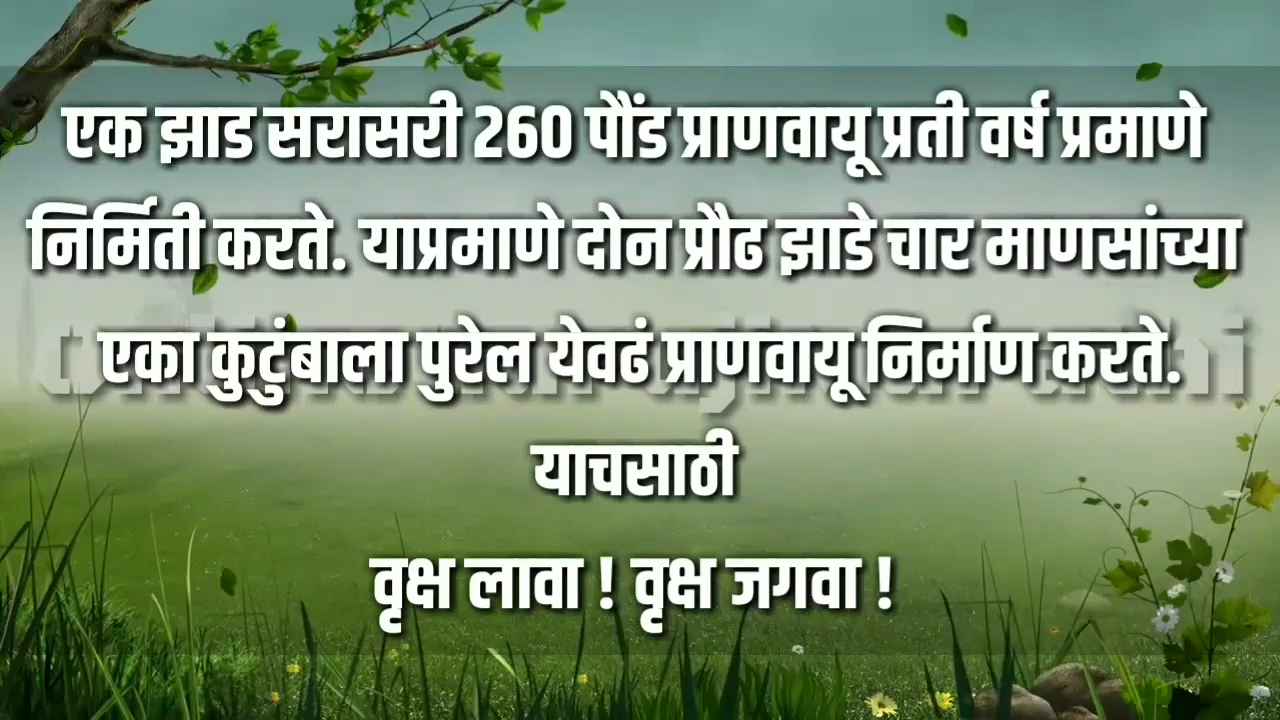 एक झाड सरासरी 260 पौंड प्राणवायू प्रती वर्ष प्रमाणे
निर्मिती करते. याप्रमाणे दोन प्रौढ झाडे चार माणसांच्या
एका कुटुंबाला पुरेल येवढं प्राणवायू निर्माण करते.
याचसाठी
वृक्ष लावा ! वृक्ष जगवा !